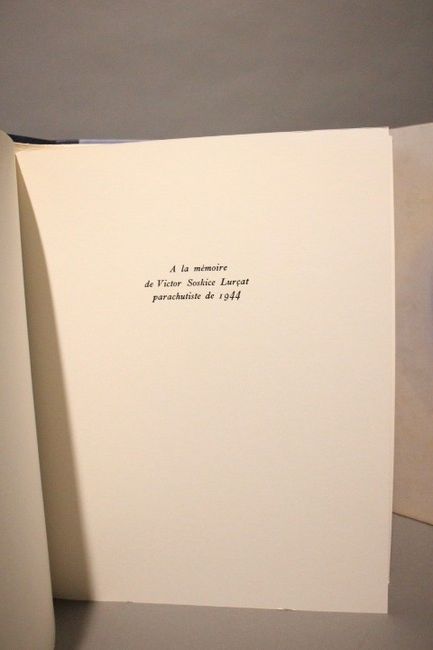 A la mémoire
de Victor Soskice Lurçat
parachutiste de 1944